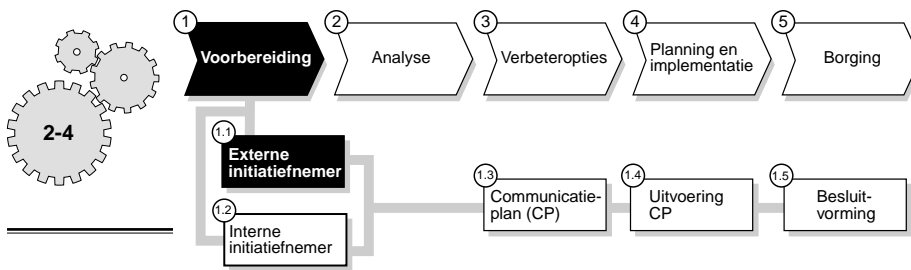 1
Voorbereiding
2
Analyse
3
Verbeteropties
4
Planning en
implementatie
5
Borging
2-4
1.1
Externe
initiatiefnemer
1.2
Interne
initiatiefnemer
1.3
Communicatie-
plan (CP)
1.4
Uitvoering
CP
1.5
Besluit-
vorming